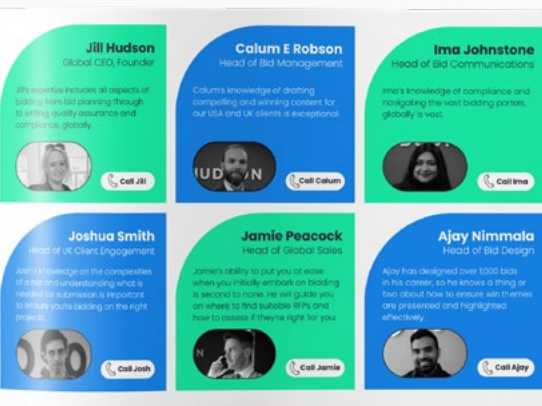 Jill Hudson
Global CEO, Founder
Jill's expertise includes all aspects of
bidding from bid planning through
to writing, quality assurance and
compliance, globally.
Call Jill
Calum E Robson
Head of Bid Management
Calum's knowledge of drafting
compelling and winning content for
our USA and UK clients is exceptional.
HUDSON
Call Calum
Ima Johnstone
Head of Bid Communications
Ima's knowledge of compliance and
navigating the vast bidding portals,
globally is vast.
Call Ima
Joshua Smith
Head of UK Client Engagement
Josh's knowledge on the complexities
of a bid and understanding what is
needed for submission is important
to ensure you're bidding on the right
projects.
Call Josh
Jamie Peacock
Head of Global Sales
Jamie's ability to put you at ease
when you initially embark on bidding
is second to none. He will guide you
on where to find suitable RFPs and
how to assess if they're right for you.
N
Call Jamie
Ajay Nimmala
Head of Bid Design
Ajay has designed over 1,000 bids
in his career, so he knows a thing or
two about how to ensure win themes
are presented and highlighted
effectively.
Call Ajay